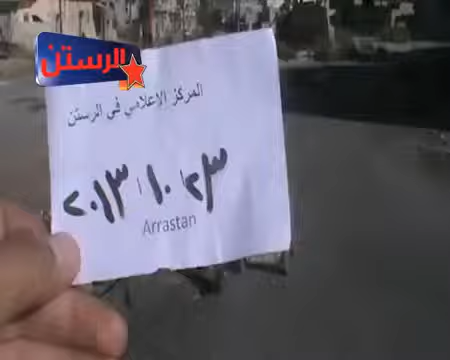 الرستن
المركز الإعلامي في الرستن
٢٠١٣ / ١٠ / ٢٣
Arrastan